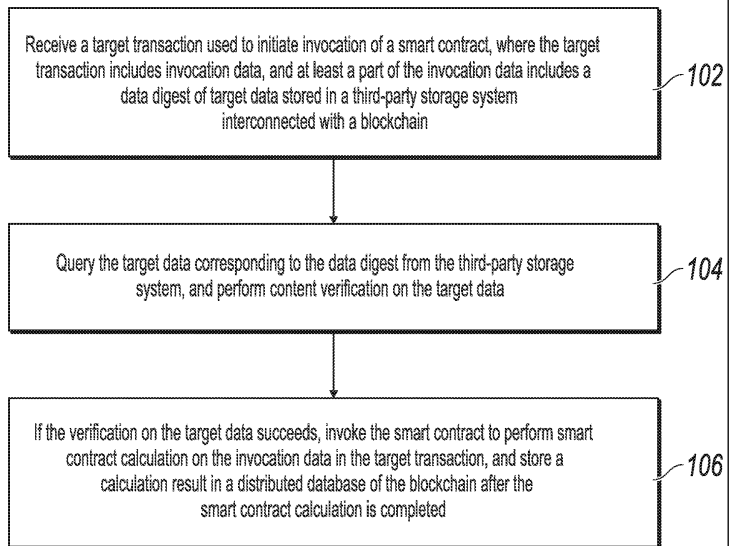 Receive a target transaction used to initiate invocation of a smart contract, where the target
transaction includes invocation data, and at least a part of the invocation data includes a
data digest of target data stored in a third-party storage system
interconnected with a blockchain
102
Query the target data corresponding to the data digest from the third-party storage
system, and perform content verification on the target data
104
If the verification on the target data succeeds, invoke the smart contract to perform smart
contract calculation on the invocation data in the target transaction, and store a
calculation result in a distributed database of the blockchain after the
smart contract calculation is completed
106